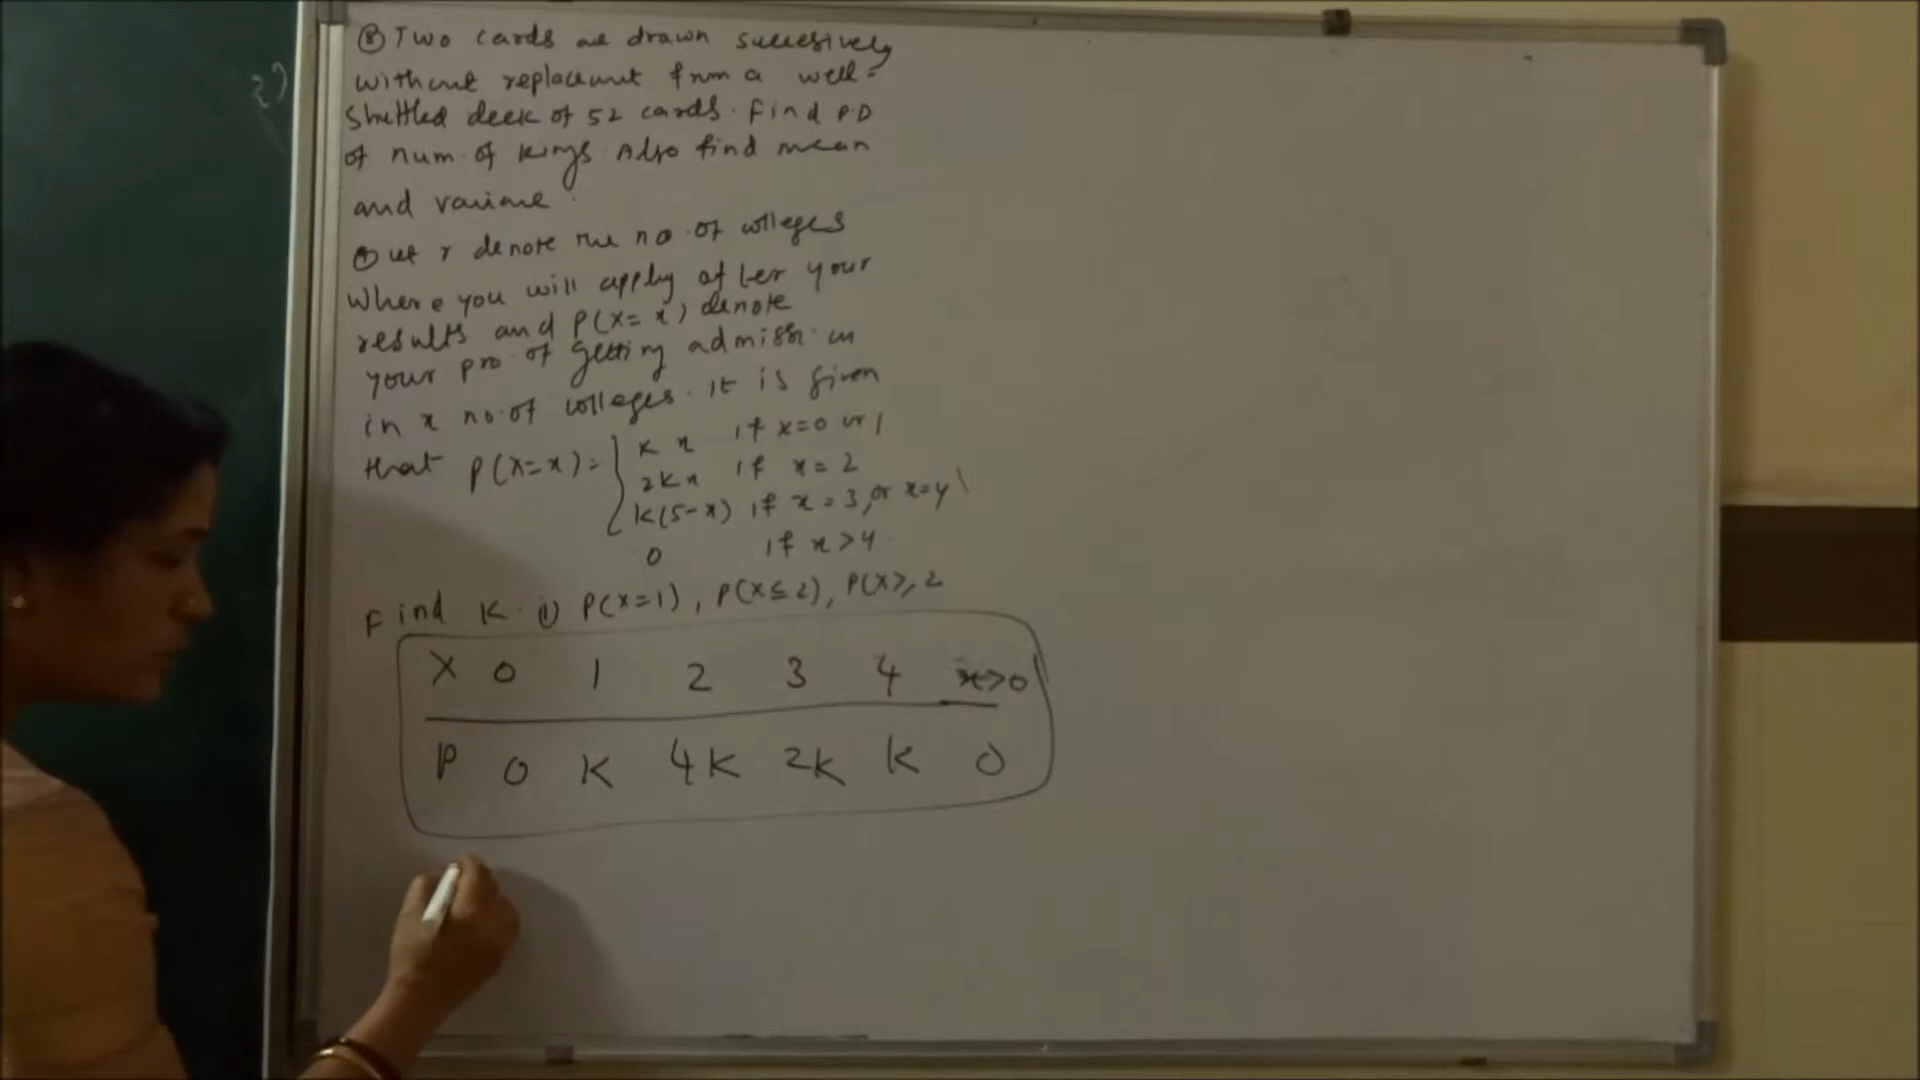 ⑧ Two cards are drawn successively
without replacement from a well-
shuttled deck of 52 cards. Find P.D
of num. of kings. Also find mean
and variance.
Let x denote the no. of colleges
where you will apply after your
results and P(X=x) denote
your pro. of getting admissn. in
in x no. of colleges. It is given
that P(X=x) = { kx if x=0 or 1
2kx if x=2
k(5-x) if x=3, or x=4
0 if x>4
Find K. ① P(X=1), P(X≤2), P(X≥2
X 0 1 2 3 4 x>0
P 0 K 4K 2K K 0